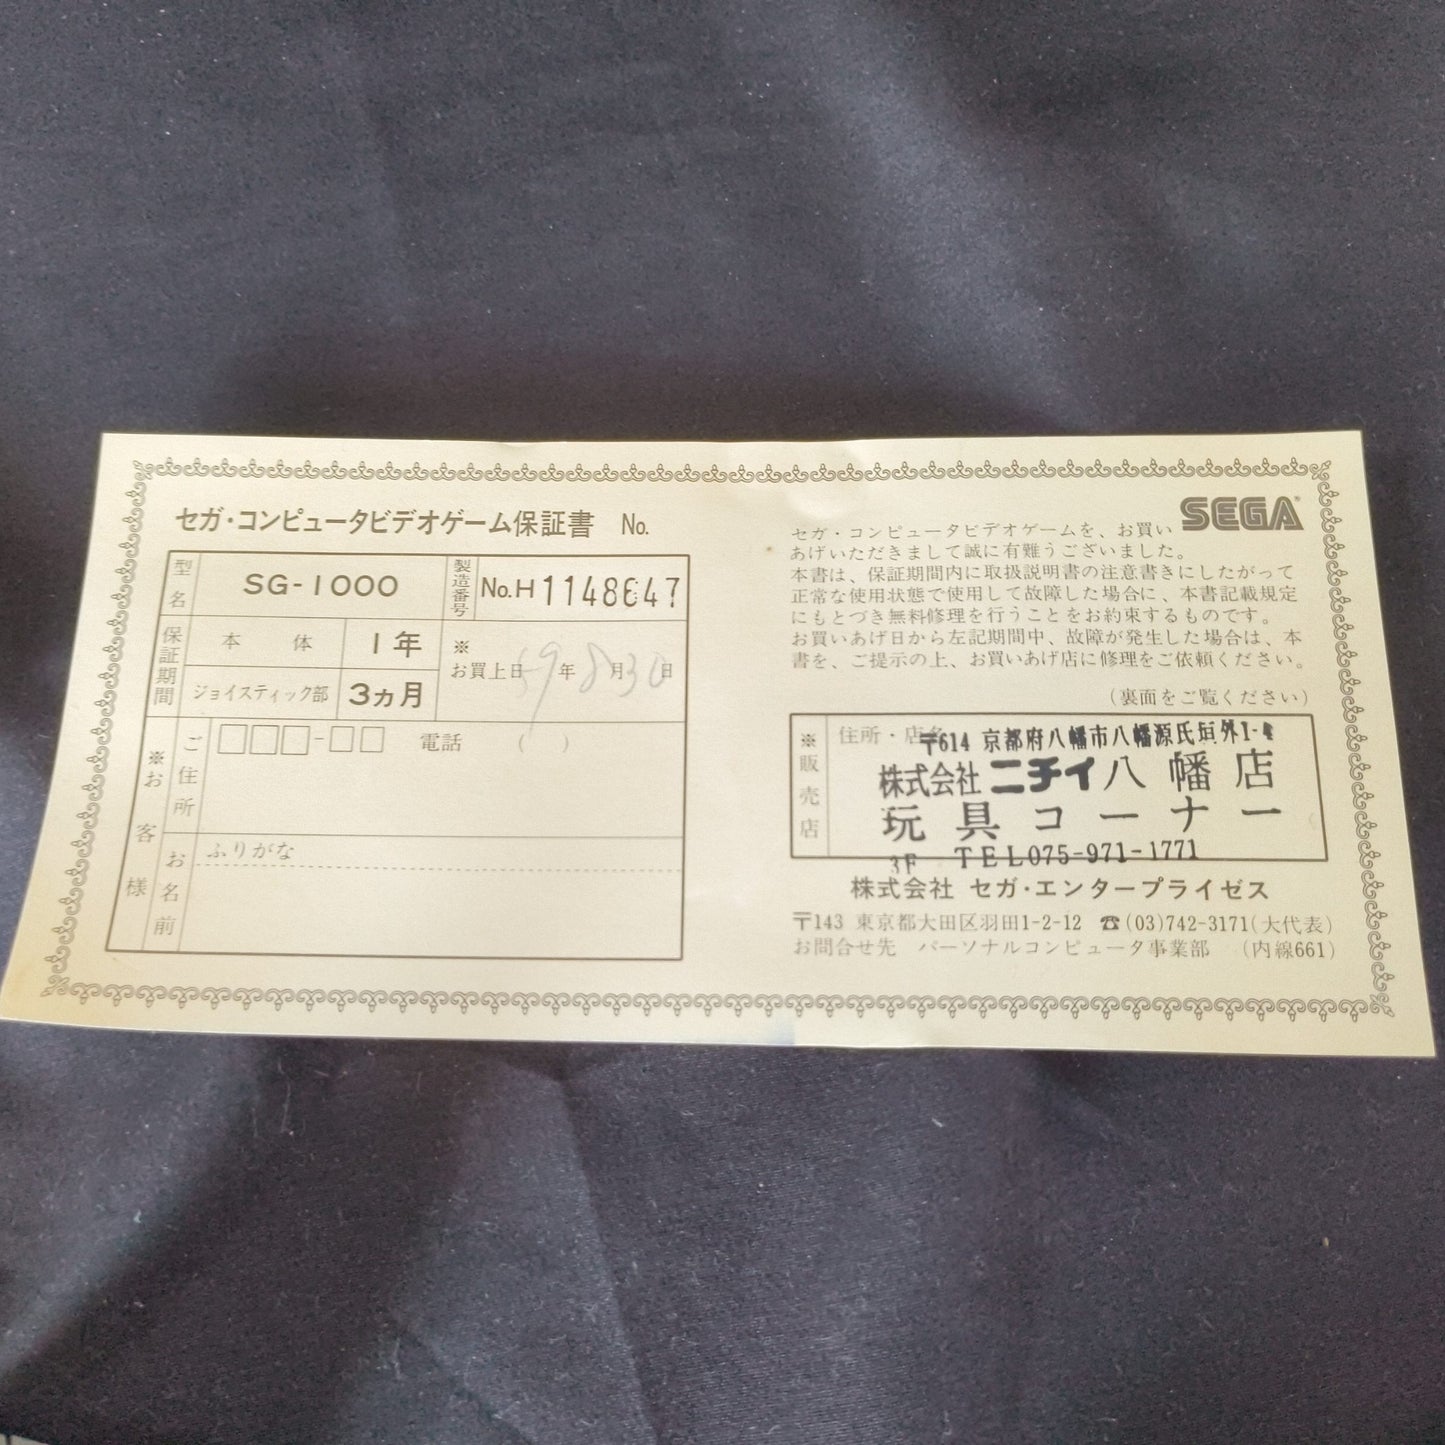 セガ・コンピュータビデオゲーム保証書 No.
型名 SG-1000
製造番号 No.H 1148647
保証期間 本体 1年
ジョイスティック部 3ヵ月
※お買上日 59年 8月30日
※お客様
ご住所 □□□-□□ 電話 ( )
お名前 ふりがな
SEGA®
セガ・コンピュータビデオゲームを、お買い
あげいただきまして誠に有難うございました。
本書は、保証期間内に取扱説明書の注意書きにしたがって
正常な使用状態で使用して故障した場合に、本書記載規定
にもとづき無料修理を行うことをお約束するものです。
お買いあげ日から左記期間中、故障が発生した場合は、本
書を、ご提示の上、お買いあげ店に修理をご依頼ください。
(裏面をご覧ください)
※販売店
住所・店名
〒614 京都府八幡市八幡源氏垣外1-4
株式会社ニチイ八幡店
玩具コーナー
3F TEL075-971-1771
株式会社 セガ・エンタープライゼス
〒143 東京都大田区羽田1-2-12 ☎(03)742-3171(大代表)
お問合せ先 パーソナルコンピュータ事業部 (内線661)